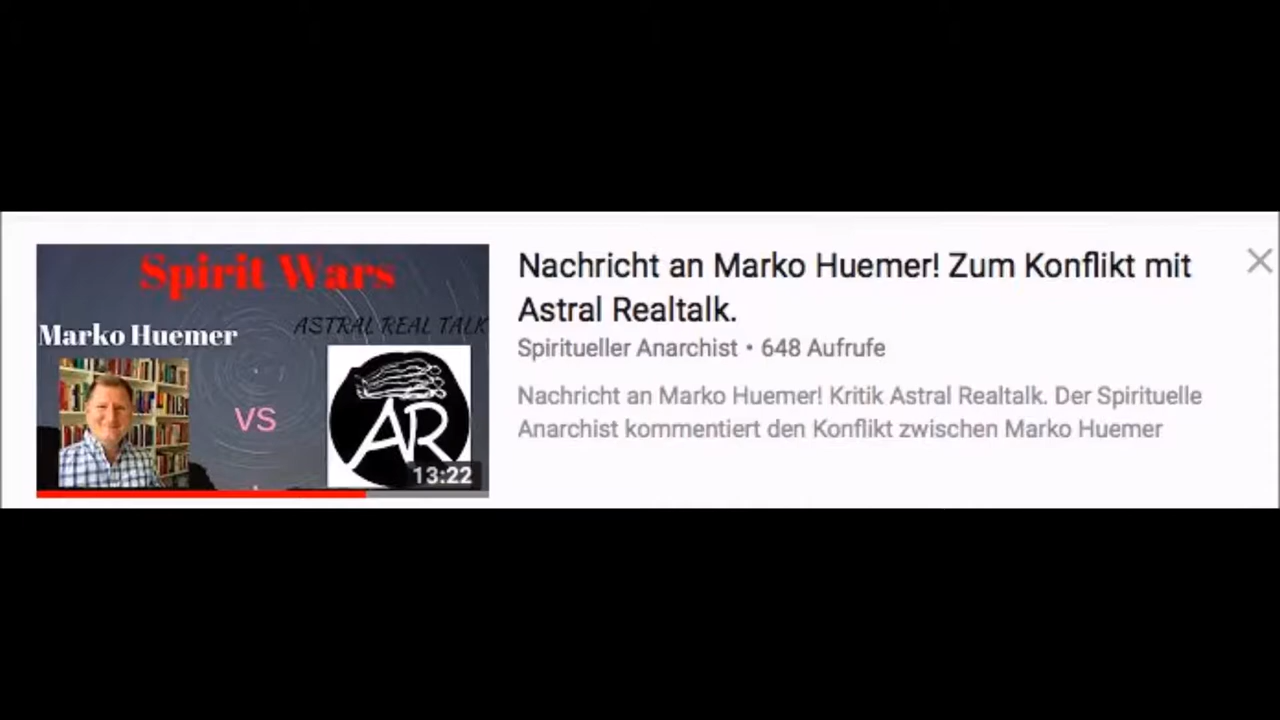 Spirit Wars
Marko Huemer
ASTRAL REAL TALK
VS
AR
13:22
Nachricht an Marko Huemer! Zum Konflikt mit
Astral Realtalk.
Spiritueller Anarchist • 648 Aufrufe
Nachricht an Marko Huemer! Kritik Astral Realtalk. Der Spirituelle
Anarchist kommentiert den Konflikt zwischen Marko Huemer